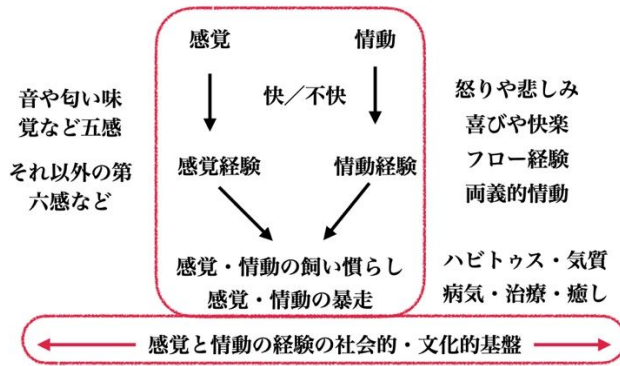 感覚
情動
快／不快
音や匂い味
覚など五感
それ以外の第
六感など
怒りや悲しみ
喜びや快楽
フロー経験
両義的情動
感覚経験
情動経験
感覚・情動の飼い慣らし
感覚・情動の暴走
ハビトゥス・気質
病気・治療・癒し
感覚と情動の経験の社会的・文化的基盤